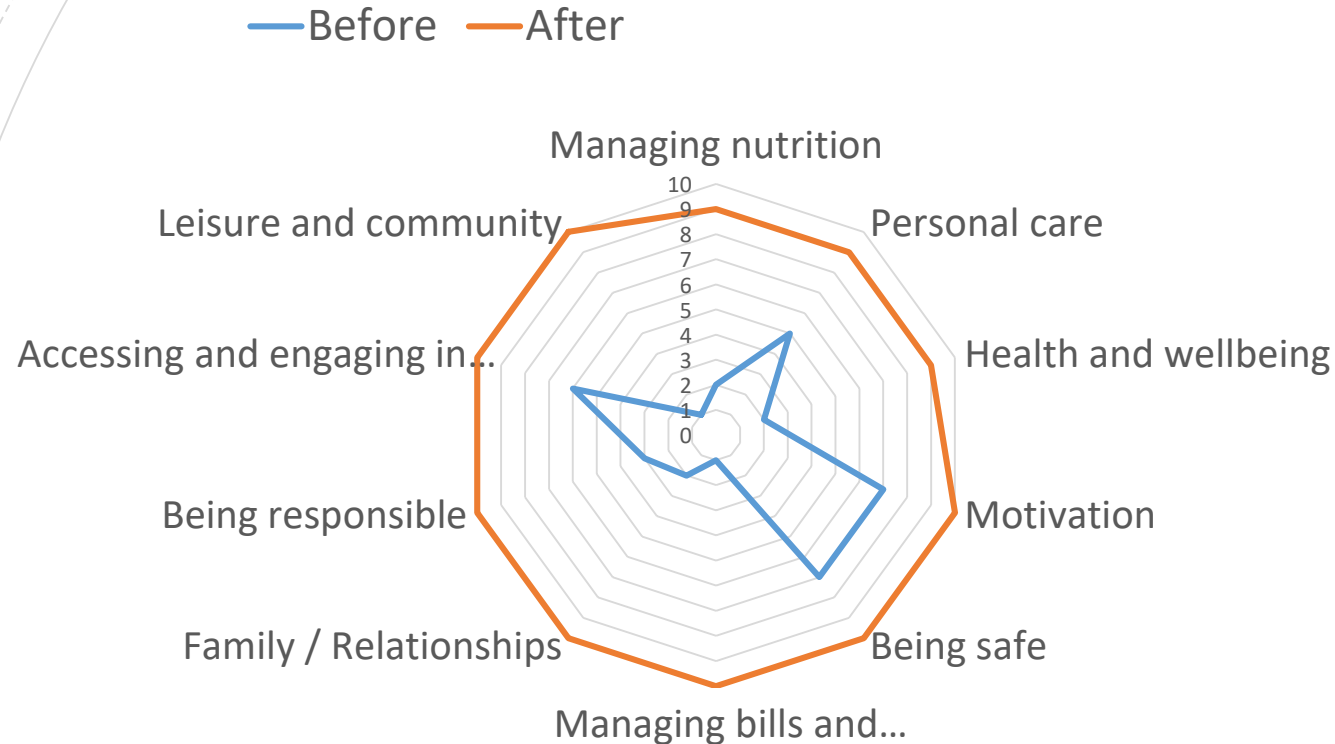 Before After
Managing nutrition
10
9
8
7
6
5
4
3
2
1
0
Personal care
Health and wellbeing
Motivation
Being safe
Managing bills and...
Family / Relationships
Being responsible
Accessing and engaging in...
Leisure and community